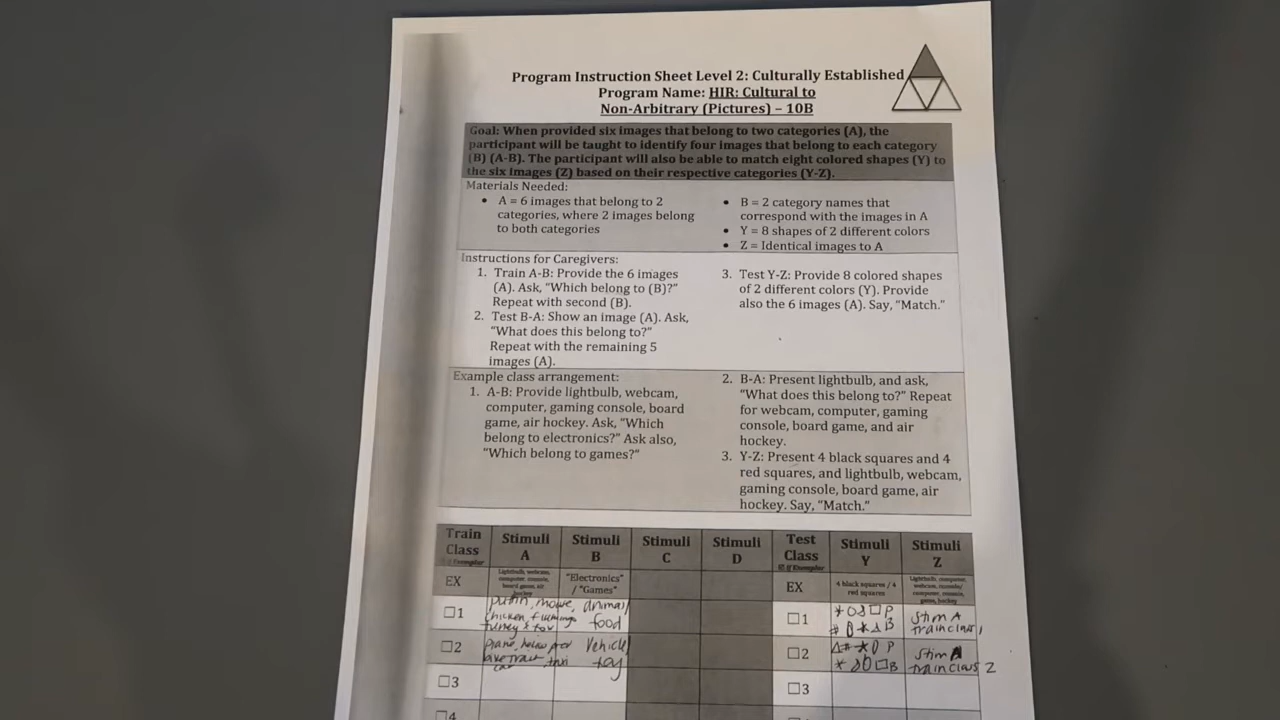 Program Instruction Sheet Level 2: Culturally Established
Program Name: HIR: Cultural to
Non-Arbitrary (Pictures) – 10B
Goal: When provided six images that belong to two categories (A), the
participant will be taught to identify four images that belong to each category
(B) (A-B). The participant will also be able to match eight colored shapes (Y) to
the six images (Z) based on their respective categories (Y-Z).
Materials Needed:
• A = 6 images that belong to 2
categories, where 2 images belong
to both categories
• B = 2 category names that
correspond with the images in A
• Y = 8 shapes of 2 different colors
• Z = Identical images to A
Instructions for Caregivers:
1. Train A-B: Provide the 6 images
(A). Ask, "Which belong to (B)?"
Repeat with second (B).
2. Test B-A: Show an image (A). Ask,
"What does this belong to?"
Repeat with the remaining 5
images (A).
3. Test Y-Z: Provide 8 colored shapes
of 2 different colors (Y). Provide
also the 6 images (A). Say, "Match."
Example class arrangement:
1. A-B: Provide lightbulb, webcam,
computer, gaming console, board
game, air hockey. Ask, "Which
belong to electronics?" Ask also,
"Which belong to games?"
2. B-A: Present lightbulb, and ask,
"What does this belong to?" Repeat
for webcam, computer, gaming
console, board game, and air
hockey.
3. Y-Z: Present 4 black squares and 4
red squares, and lightbulb, webcam,
gaming console, board game, air
hockey. Say, "Match."
Train Class
Stimuli A
Stimuli B
Stimuli C
Stimuli D
Test Class
Stimuli Y
Stimuli Z
EX
"Electronics" / "Games"
EX
4 black squares / 4 red squares
1
chicken,
turkey &
animal/ food
1
P
B
Stim A train class 1
2
plane,
Vehicle/ toy
2
P
B
Stim A train class 2
3
3
4